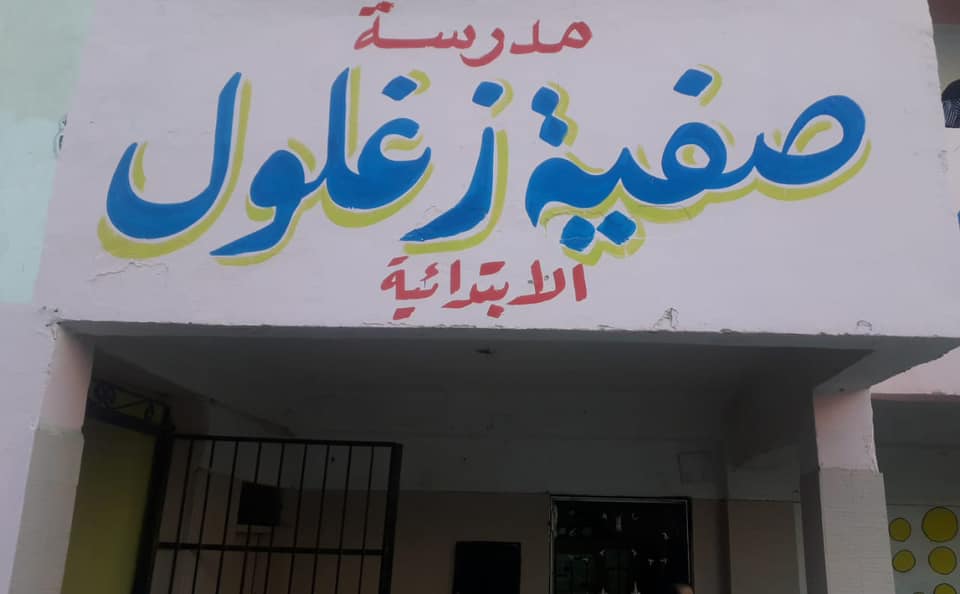 مدرسة
صفية زغلول
الابتدائية